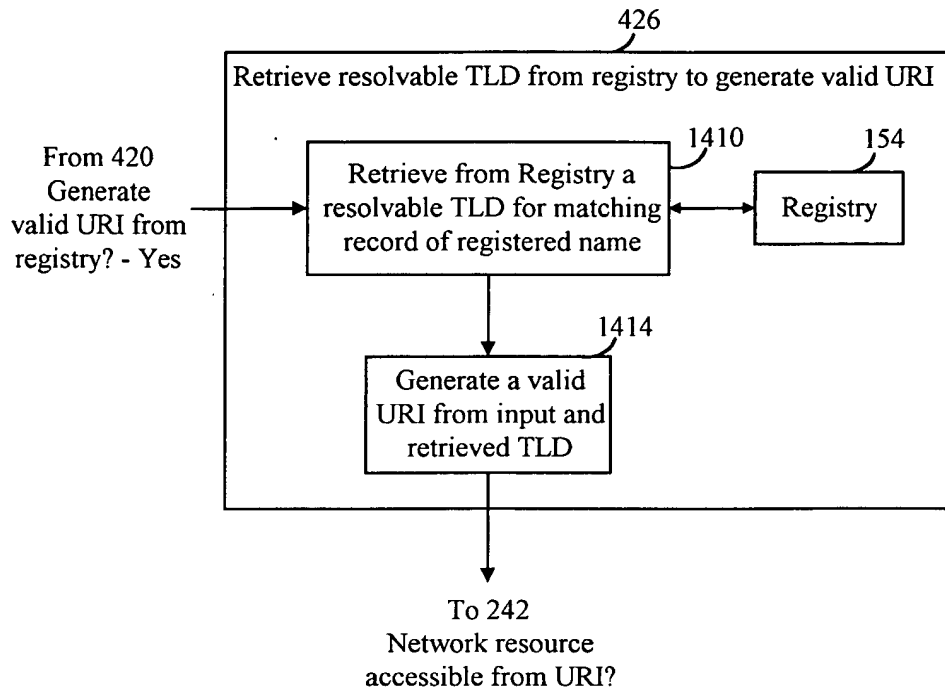 426
Retrieve resolvable TLD from registry to generate valid URI
From 420
Generate
valid URI from
registry? - Yes
1410
Retrieve from Registry a
resolvable TLD for matching
record of registered name
154
Registry
1414
Generate a valid
URI from input and
retrieved TLD
To 242
Network resource
accessible from URI?